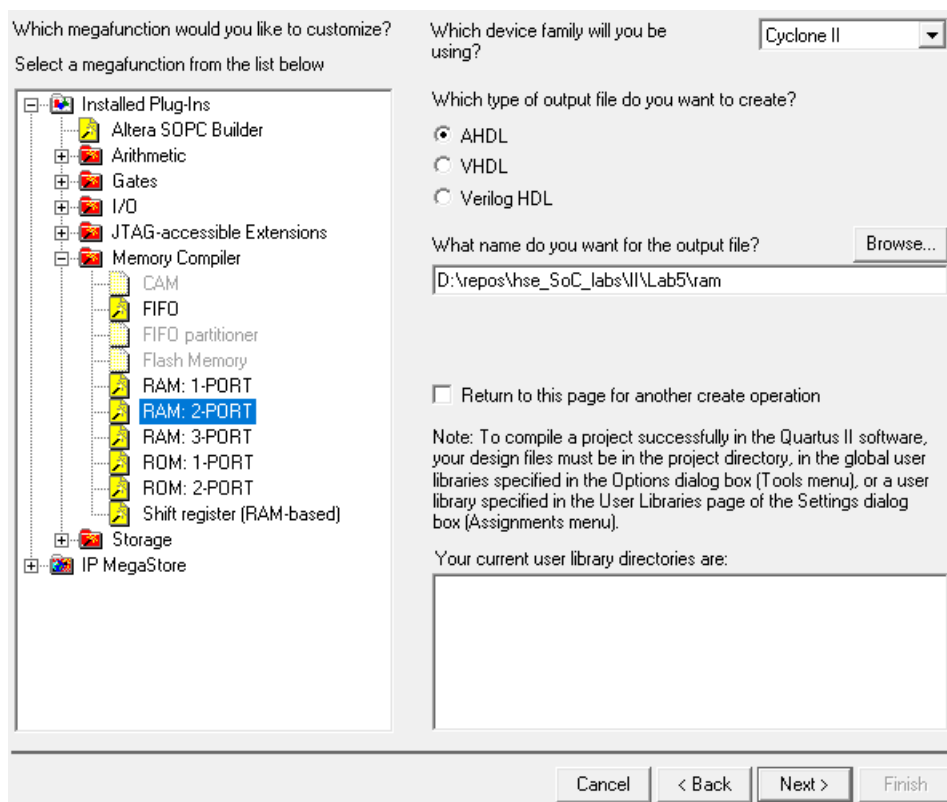 Which megafunction would you like to customize?
Select a megafunction from the list below
Installed Plug-Ins
Altera SOPC Builder
Arithmetic
Gates
I/O
JTAG-accessible Extensions
Memory Compiler
CAM
FIFO
FIFO partitioner
Flash Memory
RAM: 1-PORT
RAM: 2-PORT
RAM: 3-PORT
ROM: 1-PORT
ROM: 2-PORT
Shift register (RAM-based)
Storage
IP MegaStore
Which device family will you be
using?
Cyclone II
Which type of output file do you want to create?
AHDL
VHDL
Verilog HDL
What name do you want for the output file?
Browse...
D:\repos\hse_SoC_labs\II\Lab5\ram
Return to this page for another create operation
Note: To compile a project successfully in the Quartus II software,
your design files must be in the project directory, in the global user
libraries specified in the Options dialog box (Tools menu), or a user
library specified in the User Libraries page of the Settings dialog
box (Assignments menu).
Your current user library directories are:
Cancel
< Back
Next >
Finish